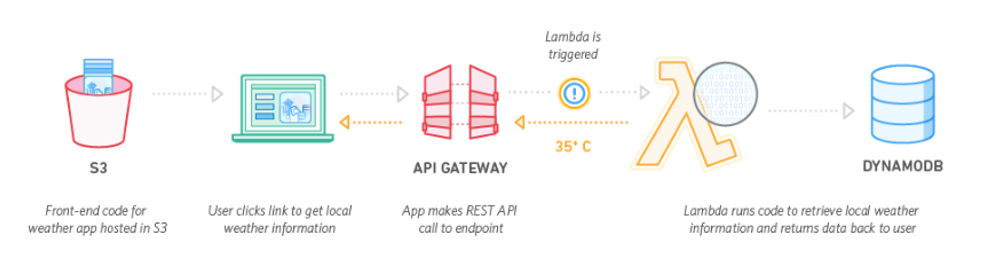 Lambda is
triggered
35° C
S3
API GATEWAY
DYNAMODB
Front-end code for
weather app hosted in S3
User clicks link to get local
weather information
App makes REST API
call to endpoint
Lambda runs code to retrieve local weather
information and returns data back to user